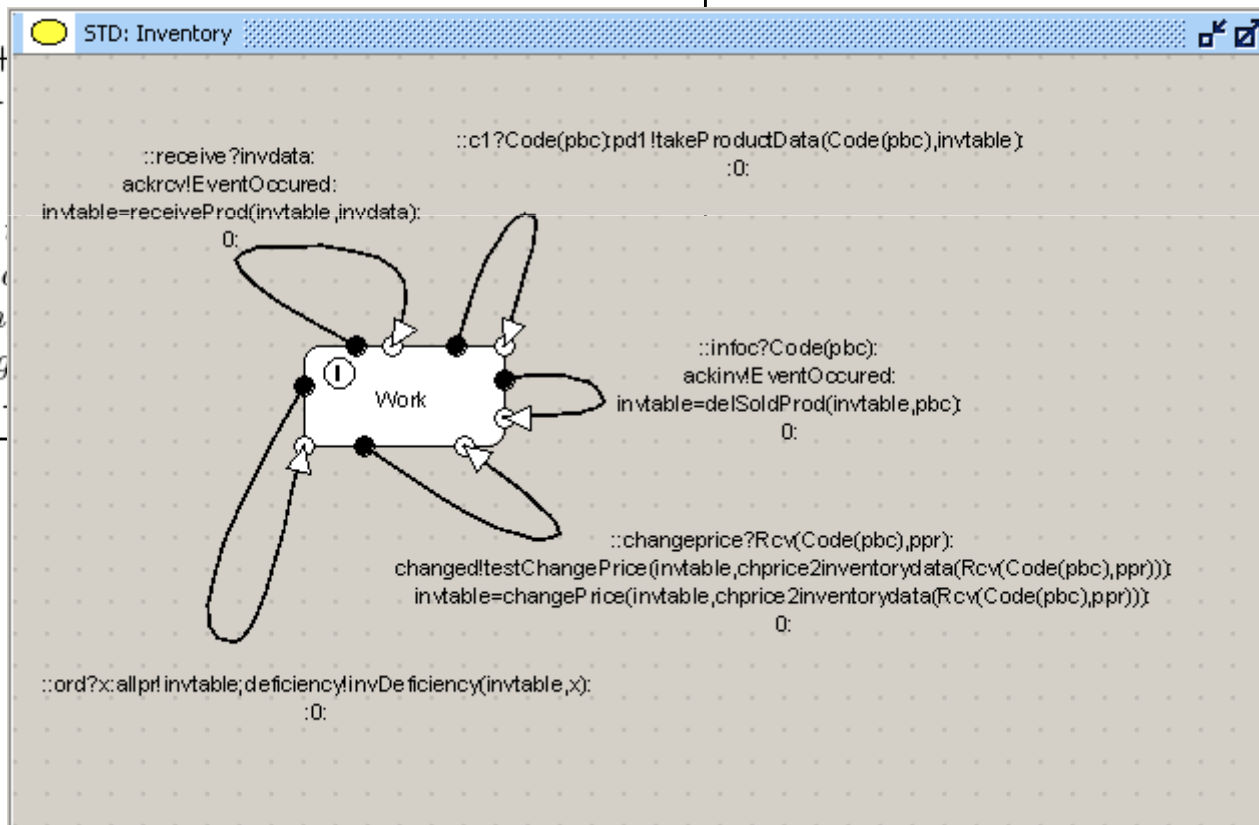 STD: Inventory
::c1?Code(pbc):pd1!takeProductData(Code(pbc),invtable):
:0:
::receive?invdata:
ackrcv!EventOccured:
invtable=receiveProd(invtable,invdata):
0:
::infoc?Code(pbc):
ackinv!EventOccured:
invtable=delSoldProd(invtable,pbc):
0:
I
Work
::changeprice?Rcv(Code(pbc),ppr):
changed!testChangePrice(invtable,chprice2inventorydata(Rcv(Code(pbc),ppr))):
invtable=changePrice(invtable,chprice2inventorydata(Rcv(Code(pbc),ppr))):
0:
::ord?x:allpr!invtable;deficiency!invDeficiency(invtable,x):
:0: